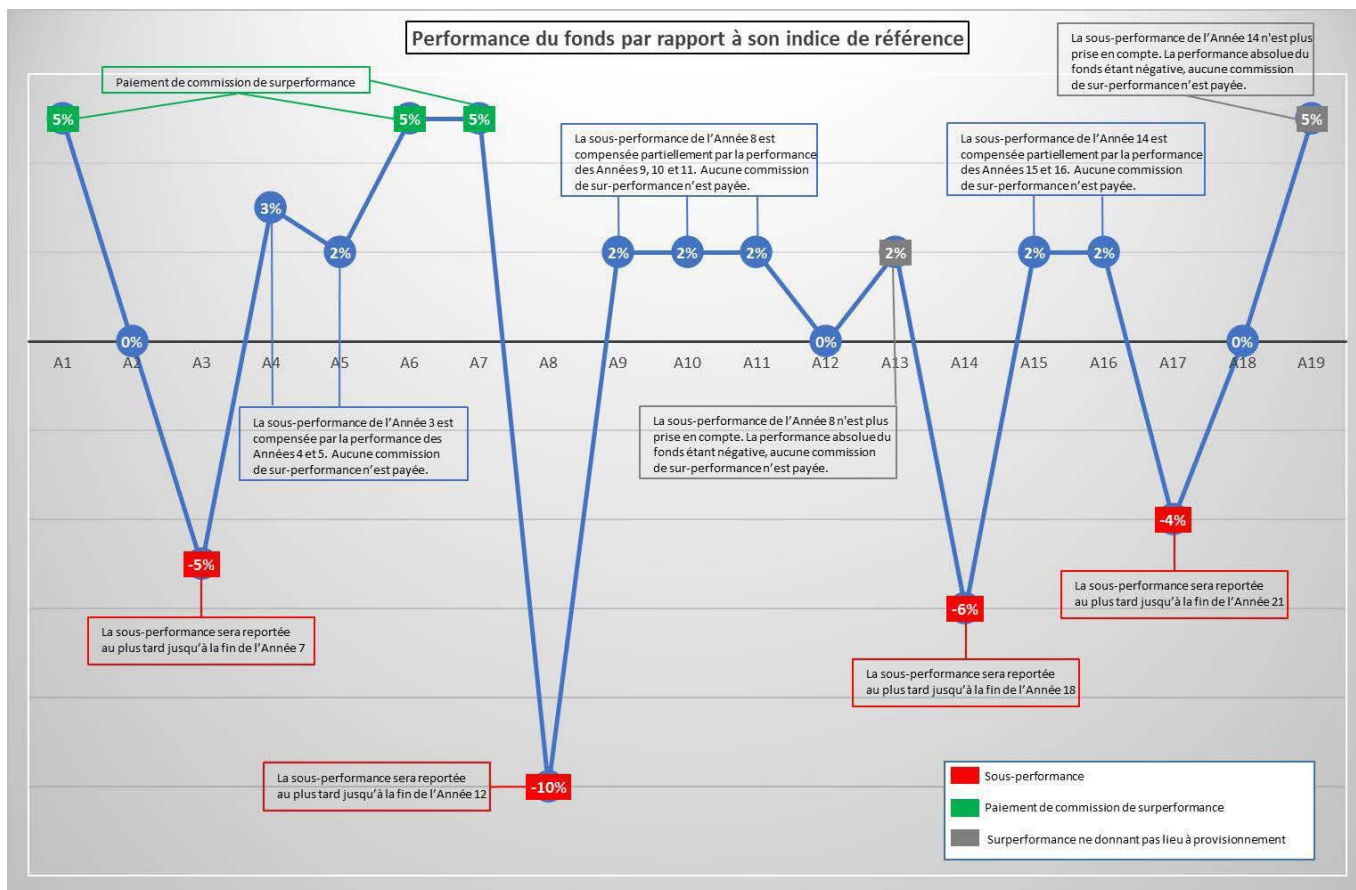 Performance du fonds par rapport à son indice de référence
La sous-performance de l'Année 14 n'est plus
prise en compte. La performance absolue du
fonds étant négative, aucune commission
de sur-performance n'est payée.
Paiement de commission de surperformance
5%
5%
5%
5%
La sous-performance de l'Année 8 est
compensée partiellement par la performance
des Années 9, 10 et 11. Aucune commission
de sur-performance n'est payée.
La sous-performance de l'Année 14 est
compensée partiellement par la performance
des Années 15 et 16. Aucune commission
de sur-performance n'est payée.
3%
2%
2%
2%
2%
2%
2%
2%
0%
0%
0%
A1
A2
A3
A4
A5
A6
A7
A8
A9
A10
A11
A12
A13
A14
A15
A16
A17
A18
A19
La sous-performance de l'Année 3 est
compensée par la performance des
Années 4 et 5. Aucune commission
de sur-performance n'est payée.
La sous-performance de l'Année 8 n'est plus
prise en compte. La performance absolue du
fonds étant négative, aucune commission
de sur-performance n'est payée.
-4%
-5%
La sous-performance sera reportée
au plus tard jusqu'à la fin de l'Année 21
-6%
La sous-performance sera reportée
au plus tard jusqu'à la fin de l'Année 7
La sous-performance sera reportée
au plus tard jusqu'à la fin de l'Année 18
La sous-performance sera reportée
au plus tard jusqu'à la fin de l'Année 12
-10%
Sous-performance
Paiement de commission de surperformance
Surperformance ne donnant pas lieu à provisionnement